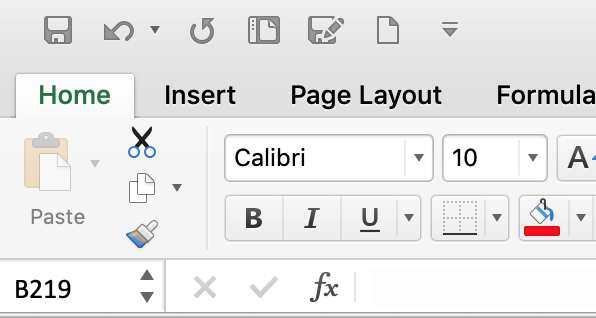 Home Insert Page Layout Formula
Calibri 10 A
Paste
B I U
B219 fx